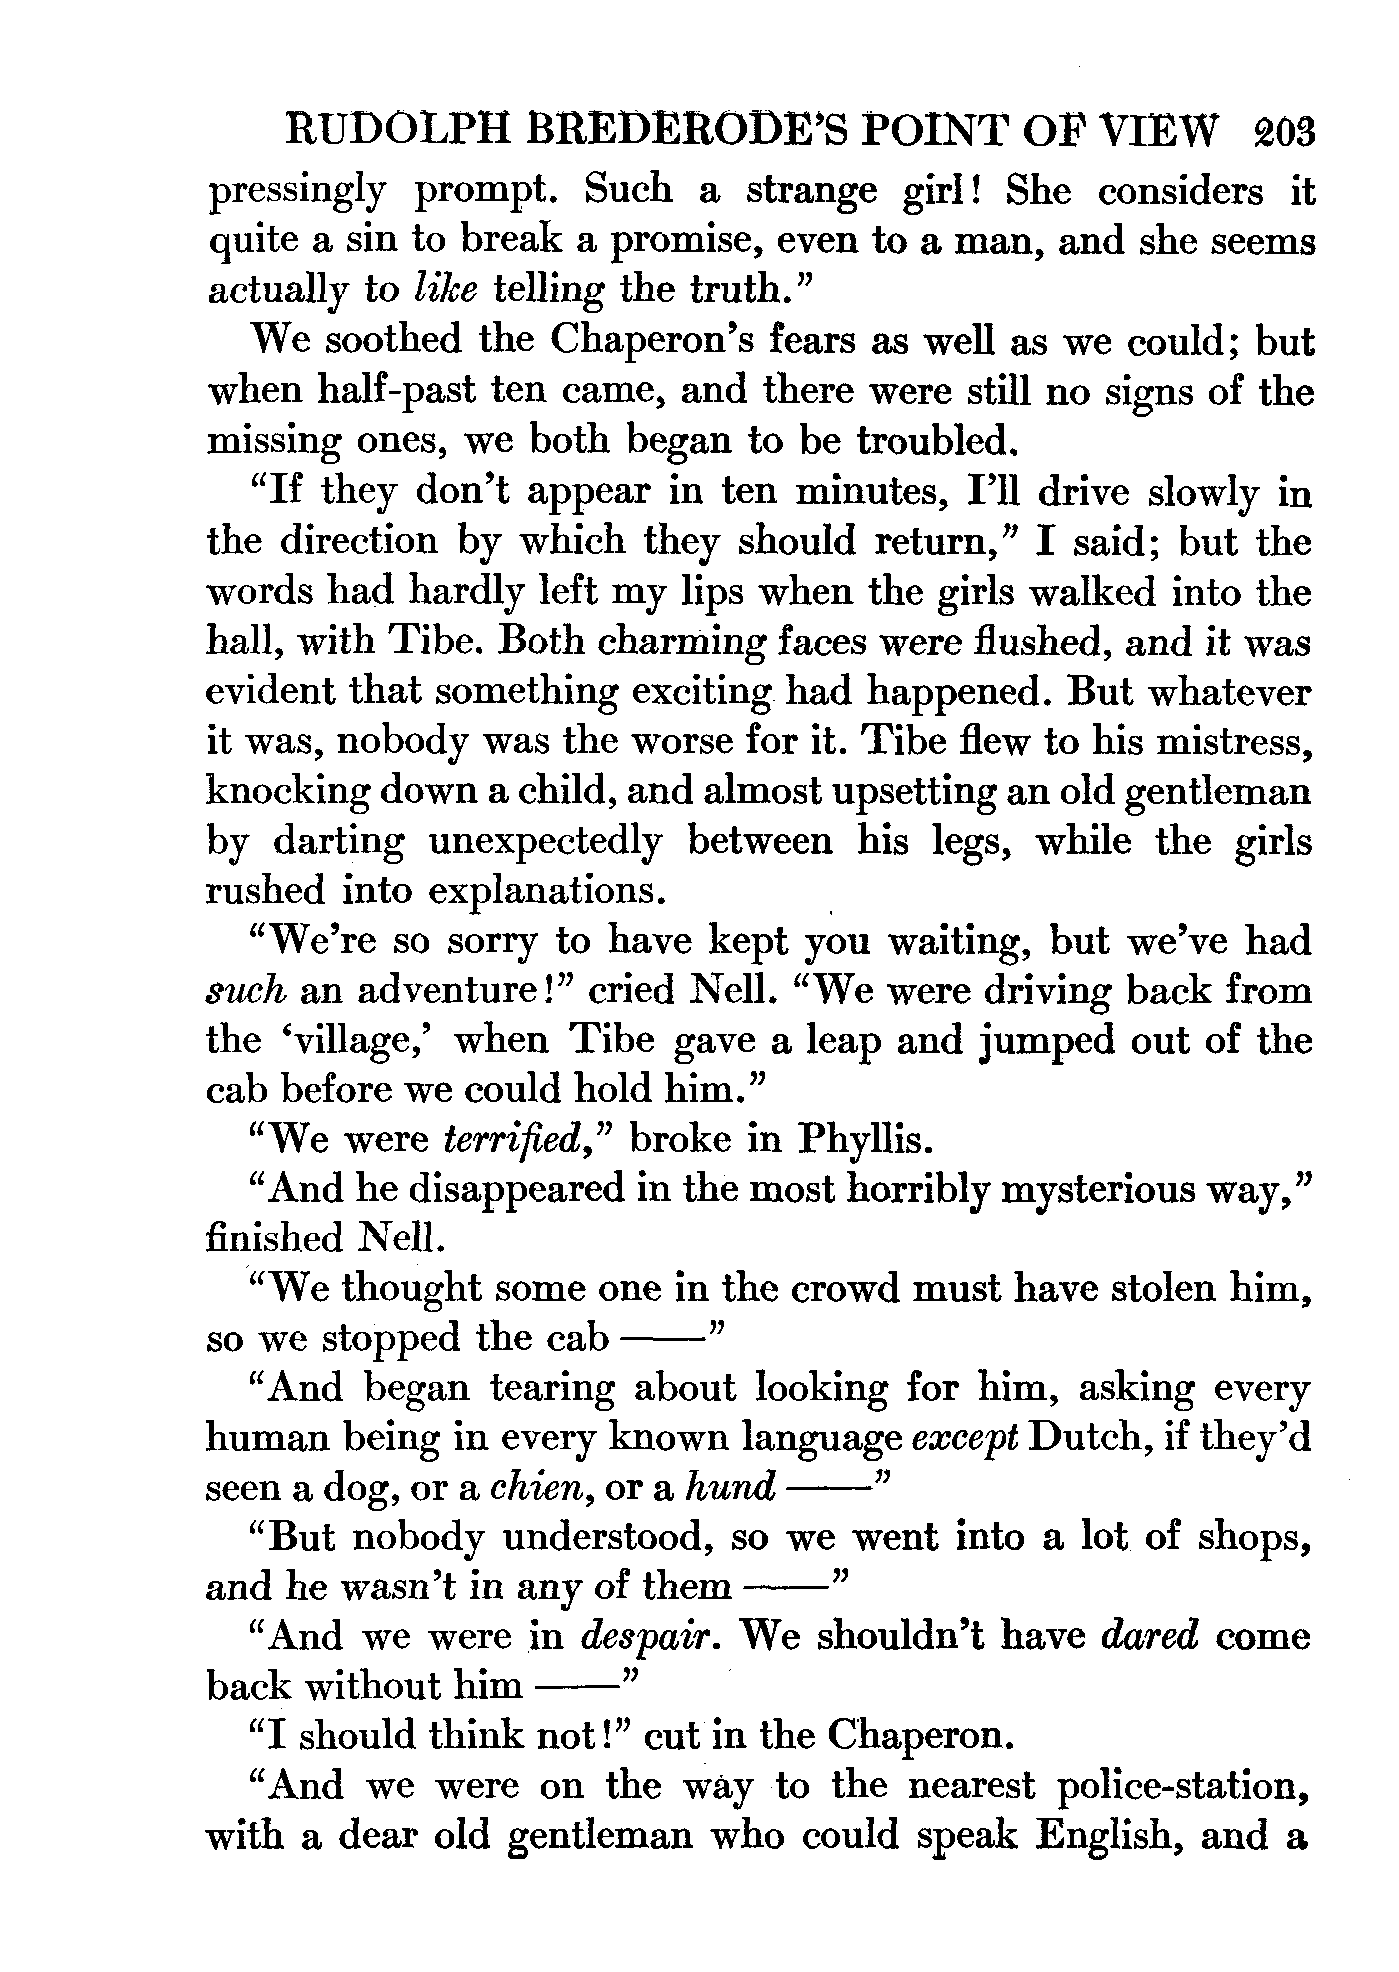 RUDOLPH BREDERODE'S POINT OF VIEW 203
pressingly prompt. Such a strange girl! She considers it
quite a sin to break a promise, even to a man, and she seems
actually to like telling the truth."
We soothed the Chaperon's fears as well as we could; but
when half-past ten came, and there were still no signs of the
missing ones, we both began to be troubled.
"If they don't appear in ten minutes, I'll drive slowly in
the direction by which they should return," I said; but the
words had hardly left my lips when the girls walked into the
hall, with Tibe. Both charming faces were flushed, and it was
evident that something exciting had happened. But whatever
it was, nobody was the worse for it. Tibe flew to his mistress,
knocking down a child, and almost upsetting an old gentleman
by darting unexpectedly between his legs, while the girls
rushed into explanations.
"We're so sorry to have kept you waiting, but we've had
such an adventure!" cried Nell. "We were driving back from
the 'village,' when Tibe gave a leap and jumped out of the
cab before we could hold him."
"We were terrified," broke in Phyllis.
"And he disappeared in the most horribly mysterious way,"
finished Nell.
"We thought some one in the crowd must have stolen him,
so we stopped the cab ——"
"And began tearing about looking for him, asking every
human being in every known language except Dutch, if they'd
seen a dog, or a chien, or a hund ——"
"But nobody understood, so we went into a lot of shops,
and he wasn't in any of them ——"
"And we were in despair. We shouldn't have dared come
back without him ——"
"I should think not!" cut in the Chaperon.
"And we were on the way to the nearest police-station,
with a dear old gentleman who could speak English, and a